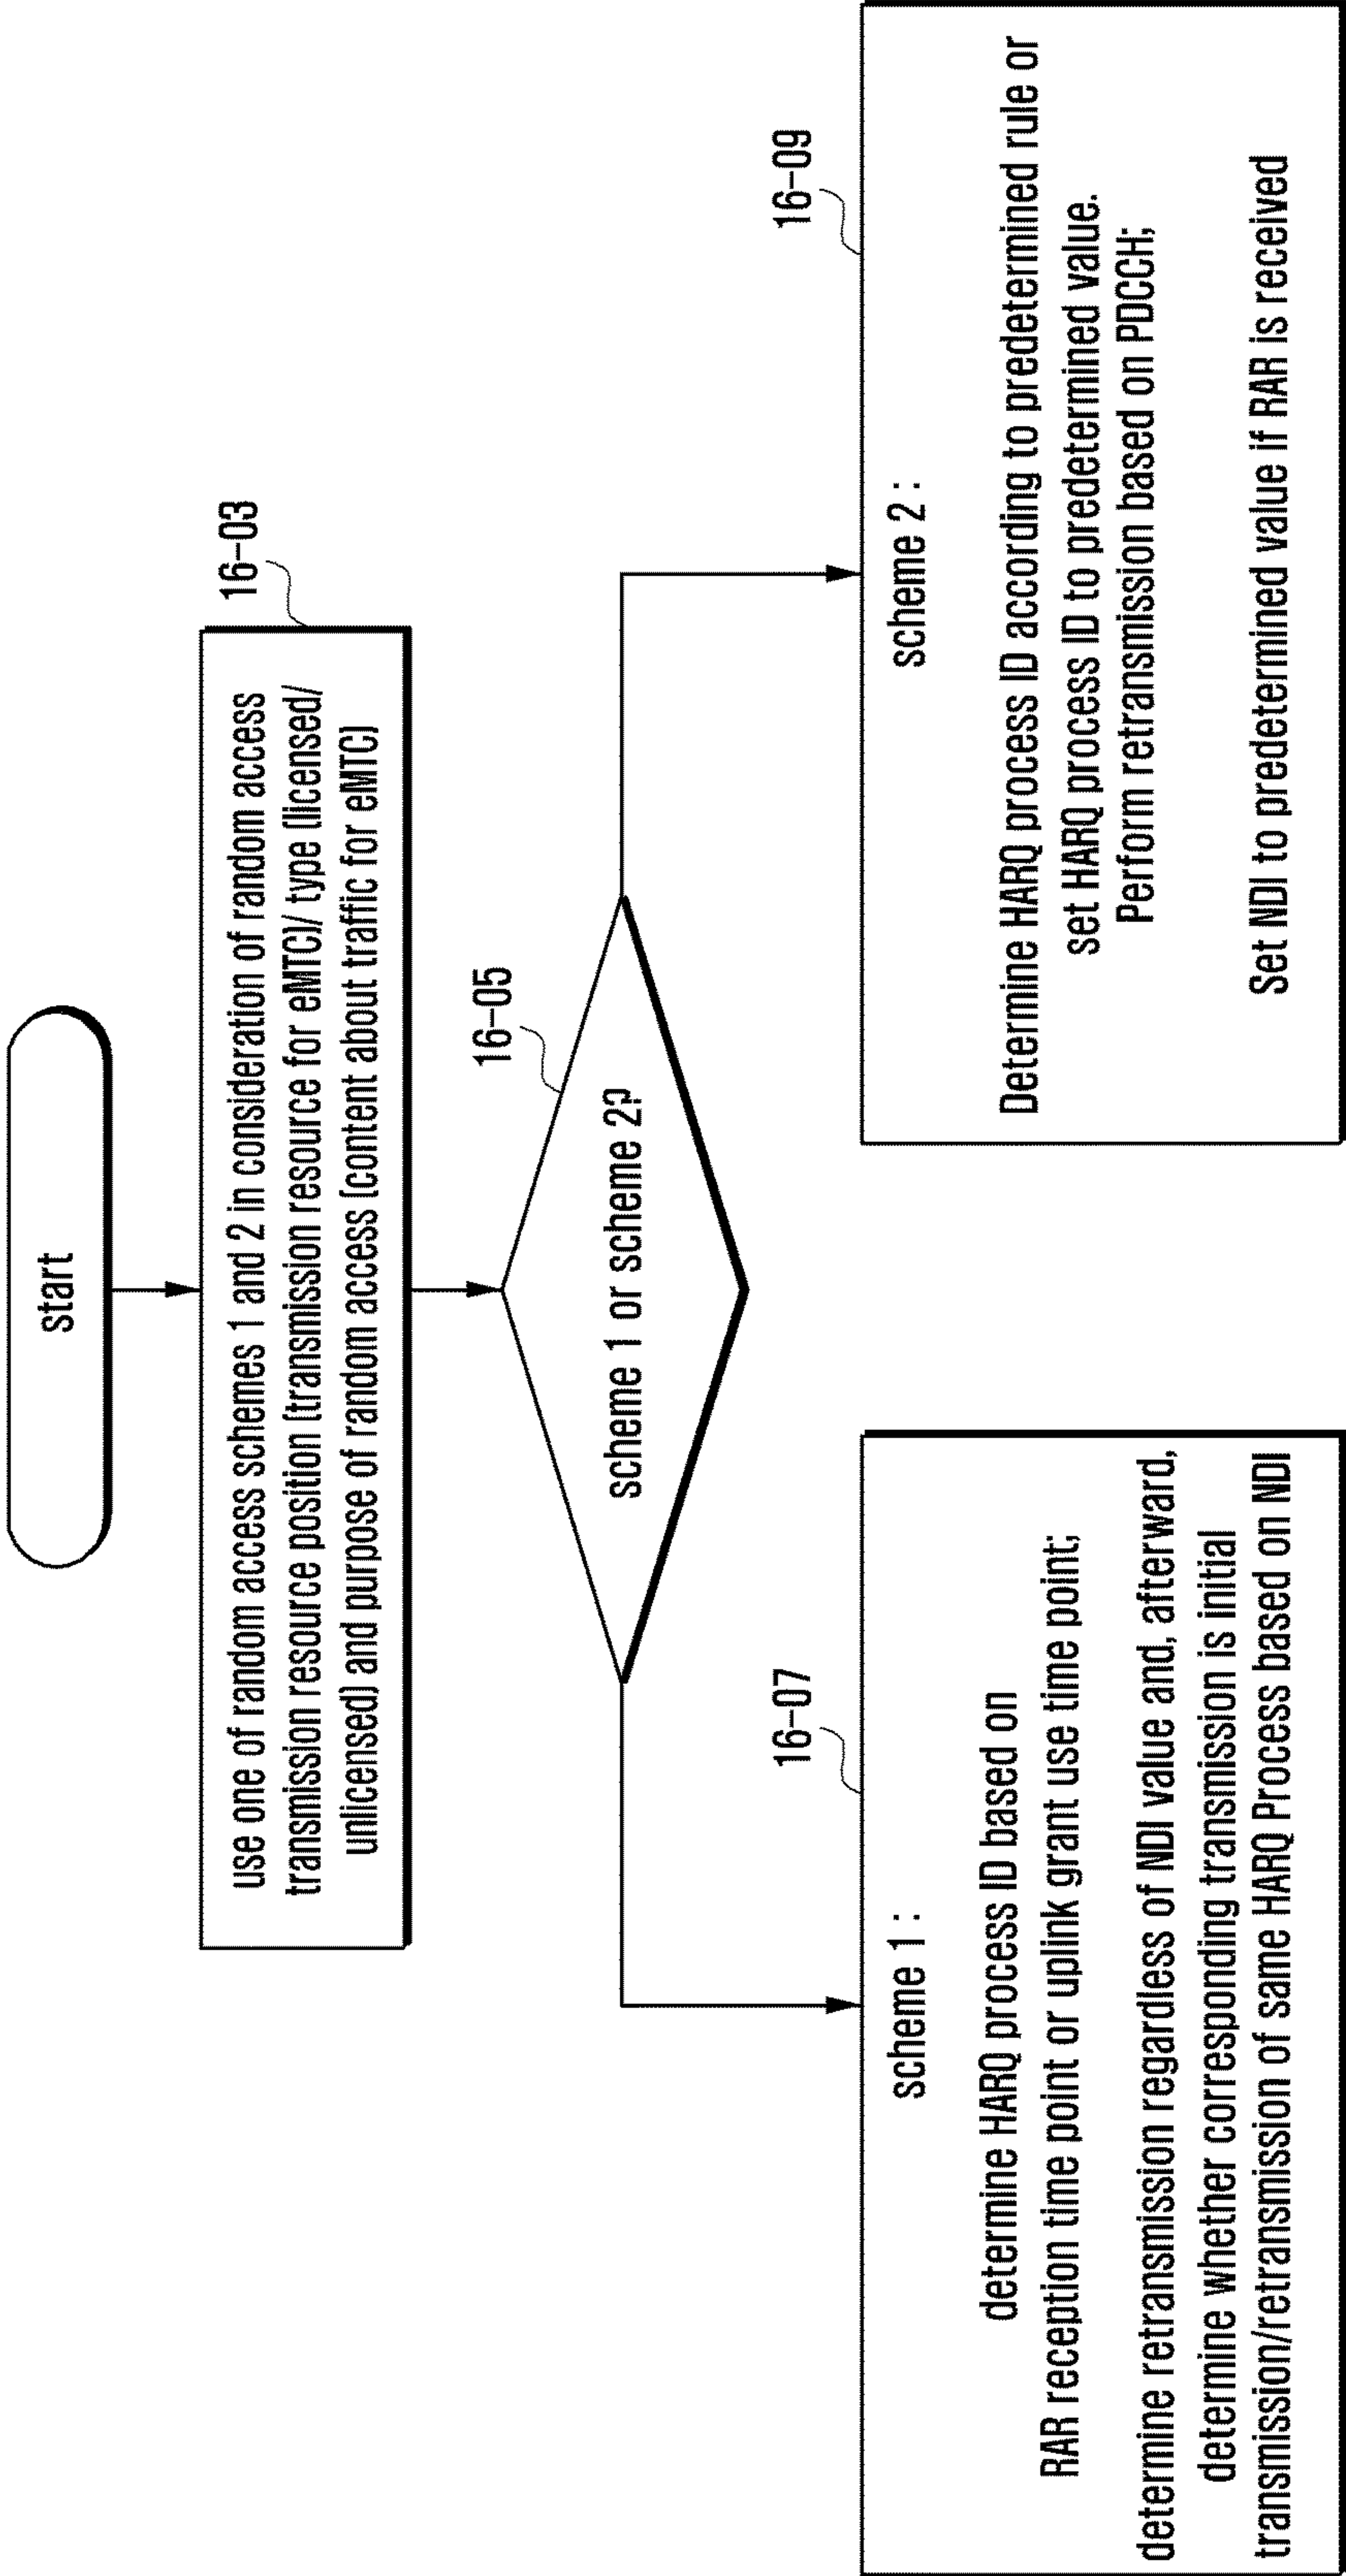 start
16-03
use one of random access schemes 1 and 2 in consideration of random access
transmission resource position (transmission resource for eMTC)/ type (licensed/
unlicensed) and purpose of random access (content about traffic for eMTC)
16-05
scheme 1 or scheme 2?
16-07
scheme 1 :
determine HARQ process ID based on
RAR reception time point or uplink grant use time point;
determine retransmission regardless of NDI value and, afterward,
determine whether corresponding transmission is initial
transmission/retransmission of same HARQ Process based on NDI
16-09
scheme 2 :
Determine HARQ process ID according to predetermined rule or
set HARQ process ID to predetermined value.
Perform retransmission based on PDCCH;
Set NDI to predetermined value if RAR is received